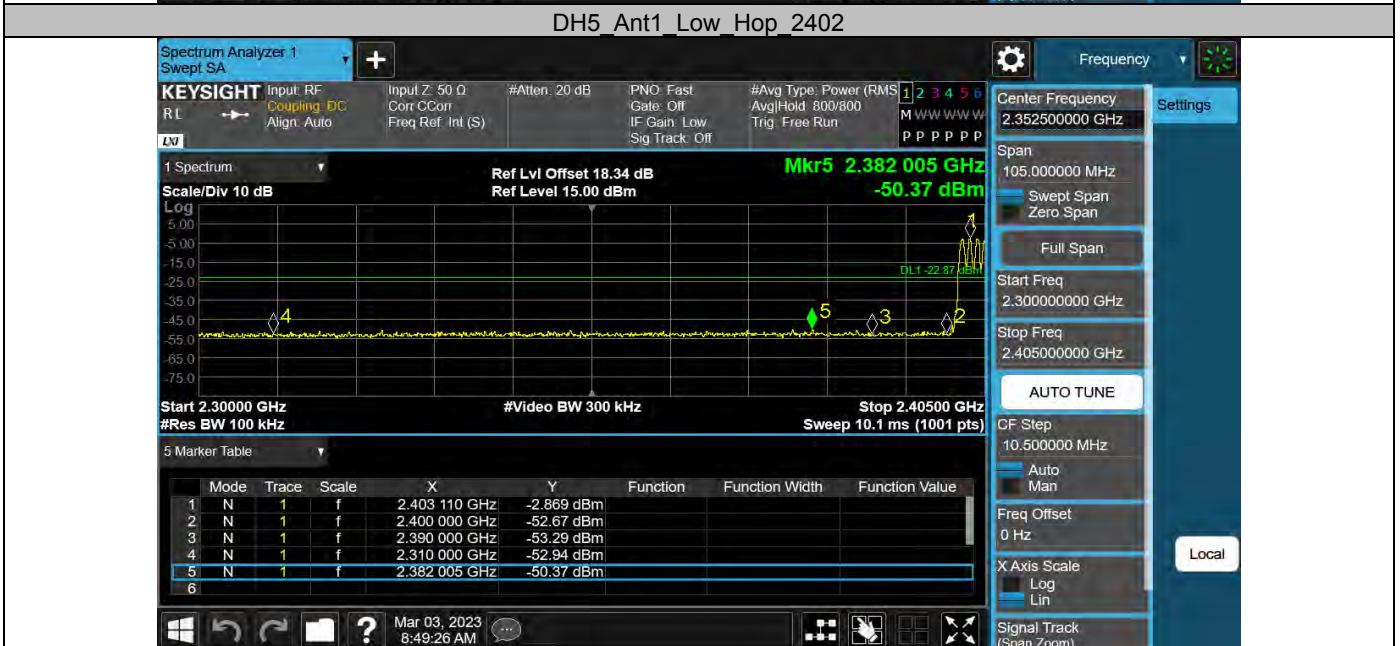 DH5_Ant1_Low_Hop_2402
Spectrum Analyzer 1
Swept SA
Frequency
KEYSIGHT
RL
LXI
Input: RF
Coupling: DC
Align: Auto
Input Z: 50 Ω
Corr CCorr
Freq Ref: Int (S)
#Atten: 20 dB
PNO: Fast
Gate: Off
IF Gain: Low
Sig Track: Off
#Avg Type: Power (RMS
Avg|Hold: 800/800
Trig: Free Run
1 2 3 4 5 6
M W W W W W
P P P P P P
Center Frequency
2.352500000 GHz
Settings
Span
105.000000 MHz
Swept Span
Zero Span
Full Span
Start Freq
2.300000000 GHz
Stop Freq
2.405000000 GHz
AUTO TUNE
CF Step
10.500000 MHz
Auto
Man
Freq Offset
0 Hz
X Axis Scale
Log
Lin
Signal Track
(Span Zoom)
Local
1 Spectrum
Scale/Div 10 dB
Ref Lvl Offset 18.34 dB
Ref Level 15.00 dBm
Mkr5 2.382 005 GHz
-50.37 dBm
Log
5.00
-5.00
-15.0
-25.0
-35.0
-45.0
-55.0
-65.0
-75.0
DL1 -22.87 dBm
4
5
3
2
1
Start 2.30000 GHz
#Res BW 100 kHz
#Video BW 300 kHz
Stop 2.40500 GHz
Sweep 10.1 ms (1001 pts)
5 Marker Table
Mode Trace Scale X Y Function Function Width Function Value
1 N 1 f 2.403 110 GHz -2.869 dBm
2 N 1 f 2.400 000 GHz -52.67 dBm
3 N 1 f 2.390 000 GHz -53.29 dBm
4 N 1 f 2.310 000 GHz -52.94 dBm
5 N 1 f 2.382 005 GHz -50.37 dBm
6
?
Mar 03, 2023
8:49:26 AM